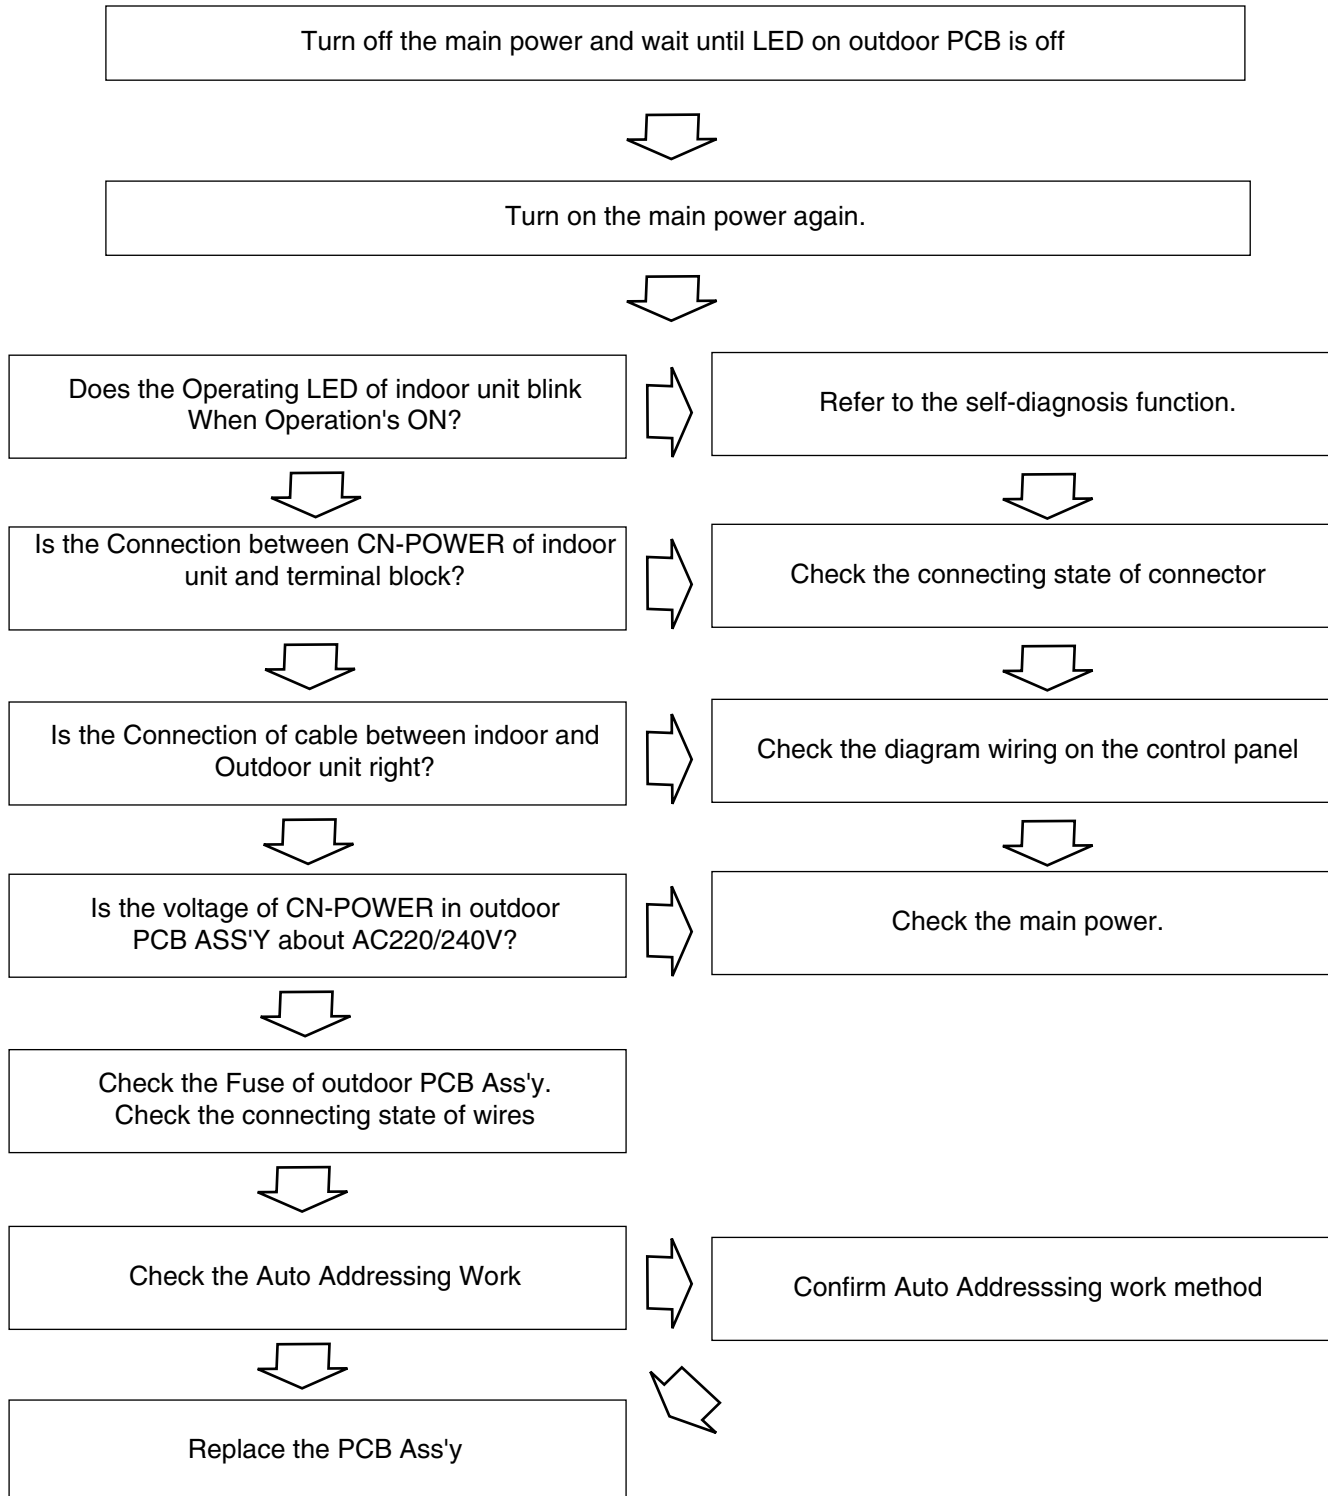 Turn off the main power and wait until LED on outdoor PCB is off
Turn on the main power again.
Does the Operating LED of indoor unit blink
When Operation's ON?
Refer to the self-diagnosis function.
Is the Connection between CN-POWER of indoor
unit and terminal block?
Check the connecting state of connector
Is the Connection of cable between indoor and
Outdoor unit right?
Check the diagram wiring on the control panel
Is the voltage of CN-POWER in outdoor
PCB ASS'Y about AC220/240V?
Check the main power.
Check the Fuse of outdoor PCB Ass'y.
Check the connecting state of wires
Check the Auto Addressing Work
Confirm Auto Addresssing work method
Replace the PCB Ass'y